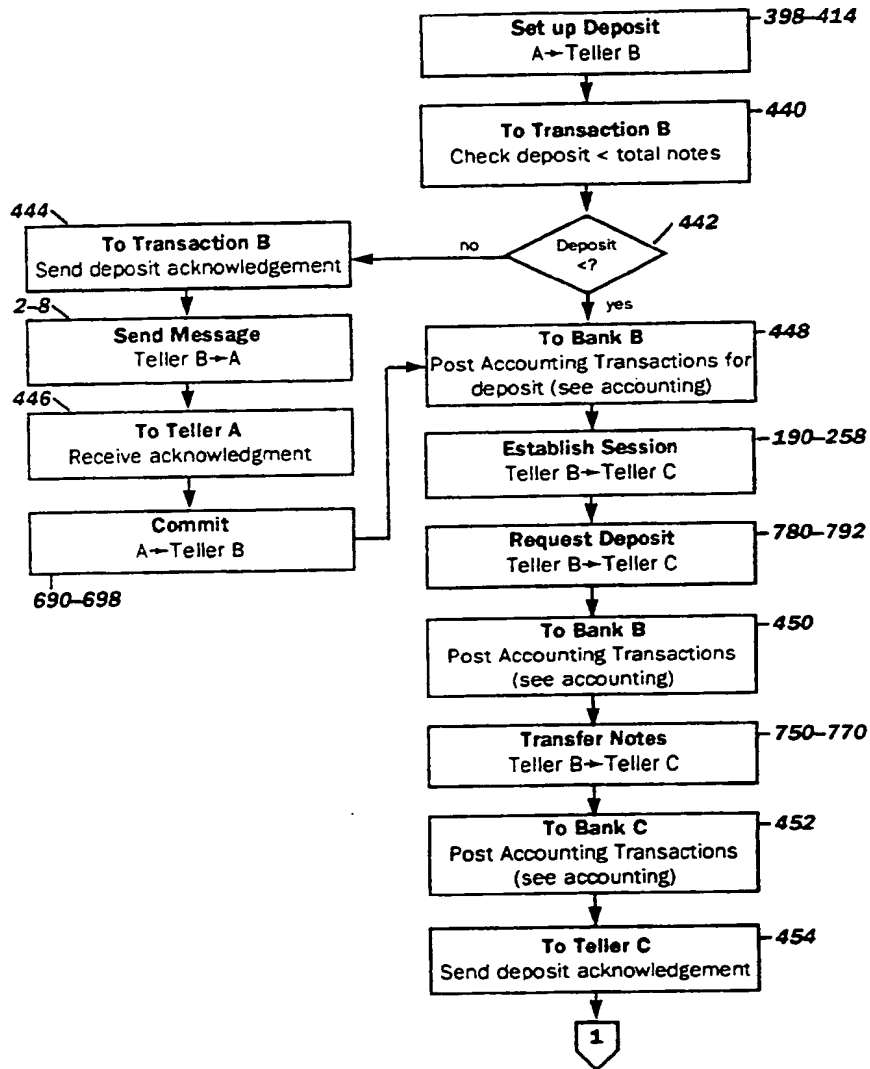 398–414
Set up Deposit
A→Teller B
440
To Transaction B
Check deposit < total notes
442
Deposit
<?
no
yes
444
To Transaction B
Send deposit acknowledgement
2–8
Send Message
Teller B→A
446
To Teller A
Receive acknowledgment
Commit
A→Teller B
690–698
448
To Bank B
Post Accounting Transactions for
deposit (see accounting)
190–258
Establish Session
Teller B→Teller C
780–792
Request Deposit
Teller B→Teller C
450
To Bank B
Post Accounting Transactions
(see accounting)
750–770
Transfer Notes
Teller B→Teller C
452
To Bank C
Post Accounting Transactions
(see accounting)
454
To Teller C
Send deposit acknowledgement
1